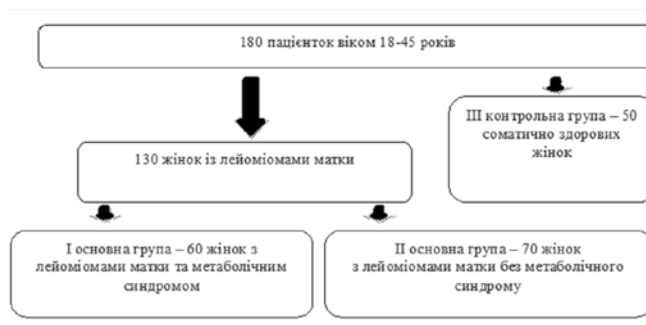 180 пацієнток віком 18-45 років
ІІІ контрольна група – 50
соматично здорових
жінок
130 жінок із лейоміомами матки
І основна група – 60 жінок з
лейоміомами матки та метаболічним
синдромом
ІІ основна група – 70 жінок
з лейоміомами матки без метаболічного
синдрому